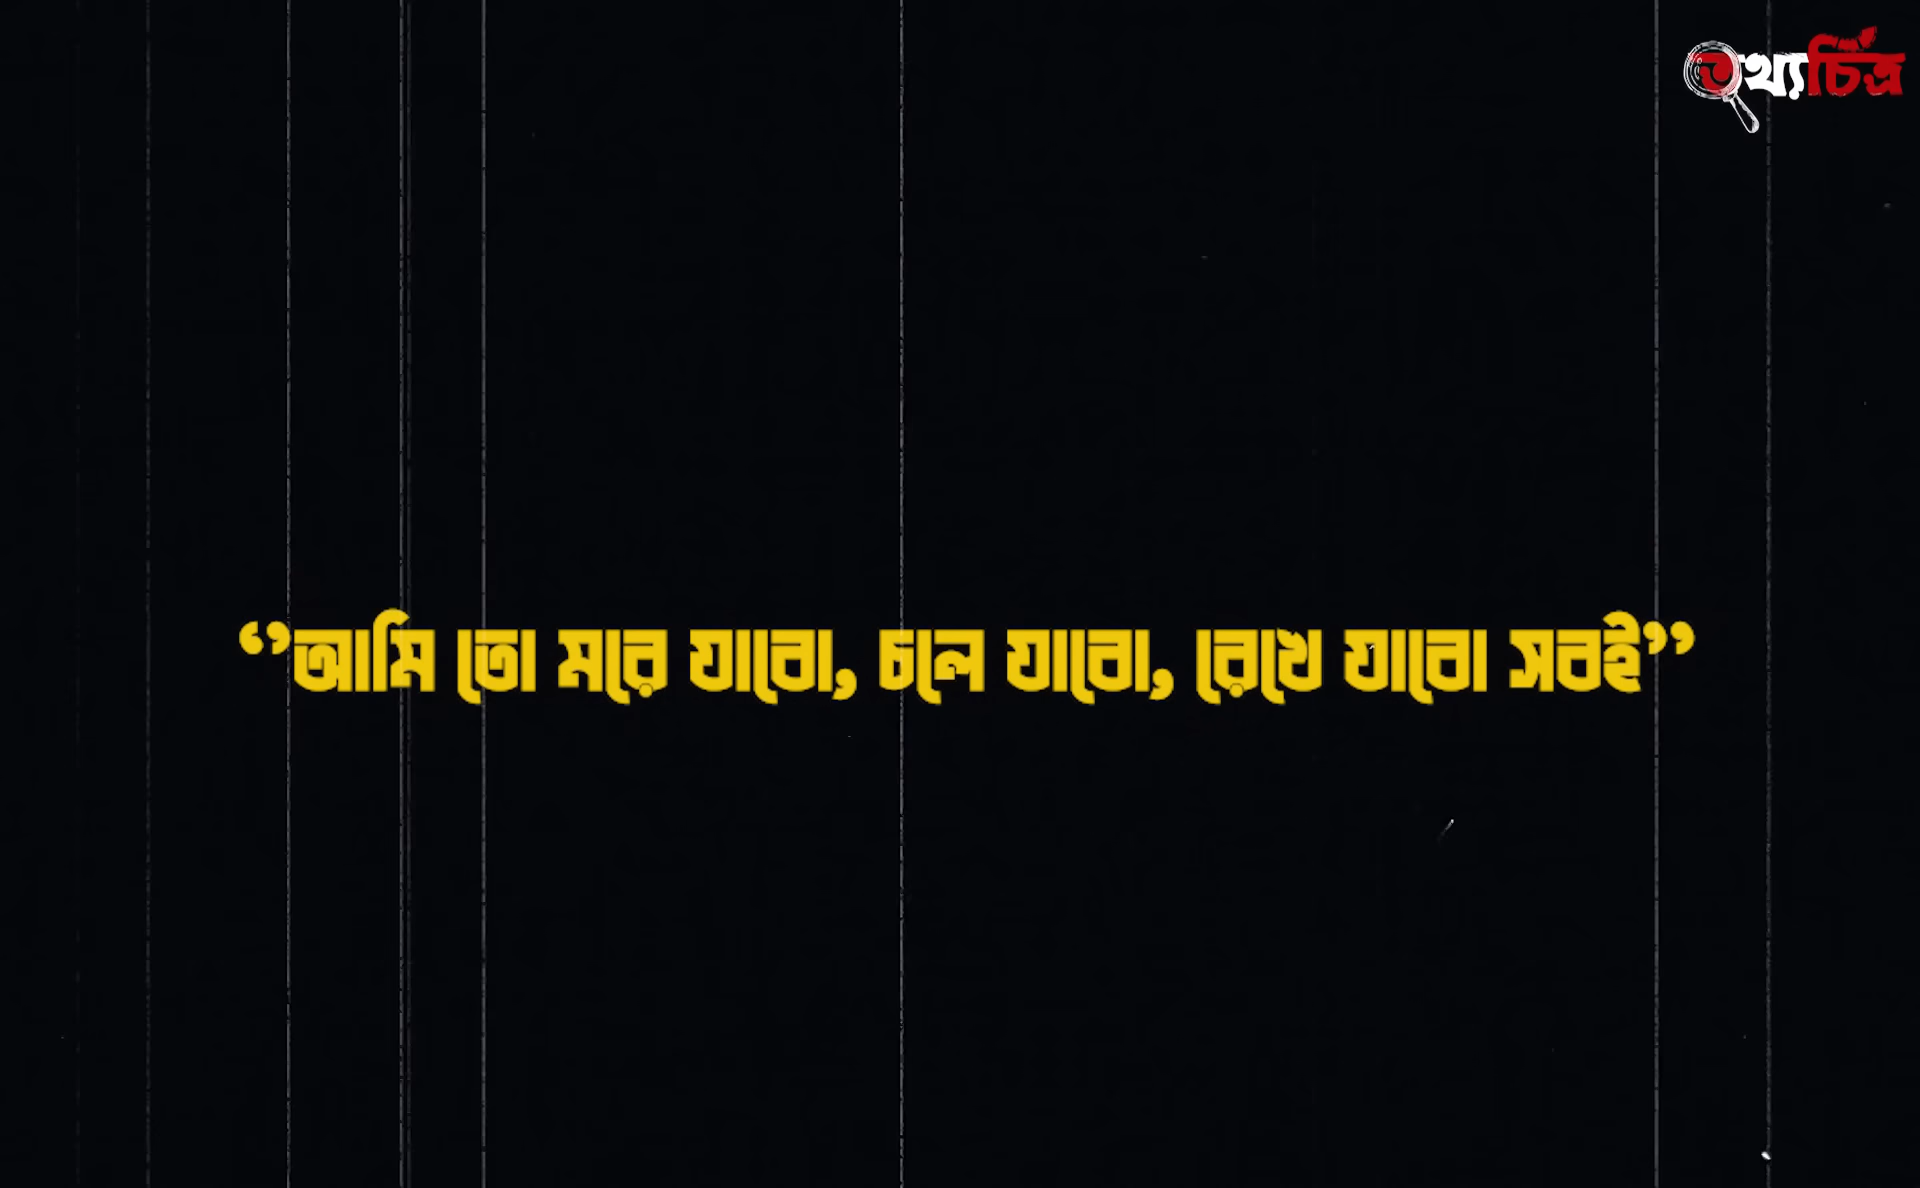 তথ্যচিত্র
‘’আমি তো মরে যাবো, চলে যাবো, রেখে যাবো সবই’’